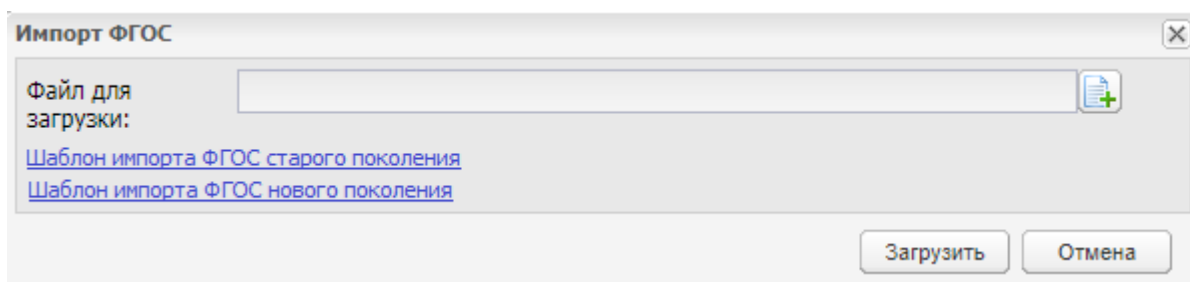 Импорт ФГОС
Файл для
загрузки:
Шаблон импорта ФГОС старого поколения
Шаблон импорта ФГОС нового поколения
Загрузить Отмена